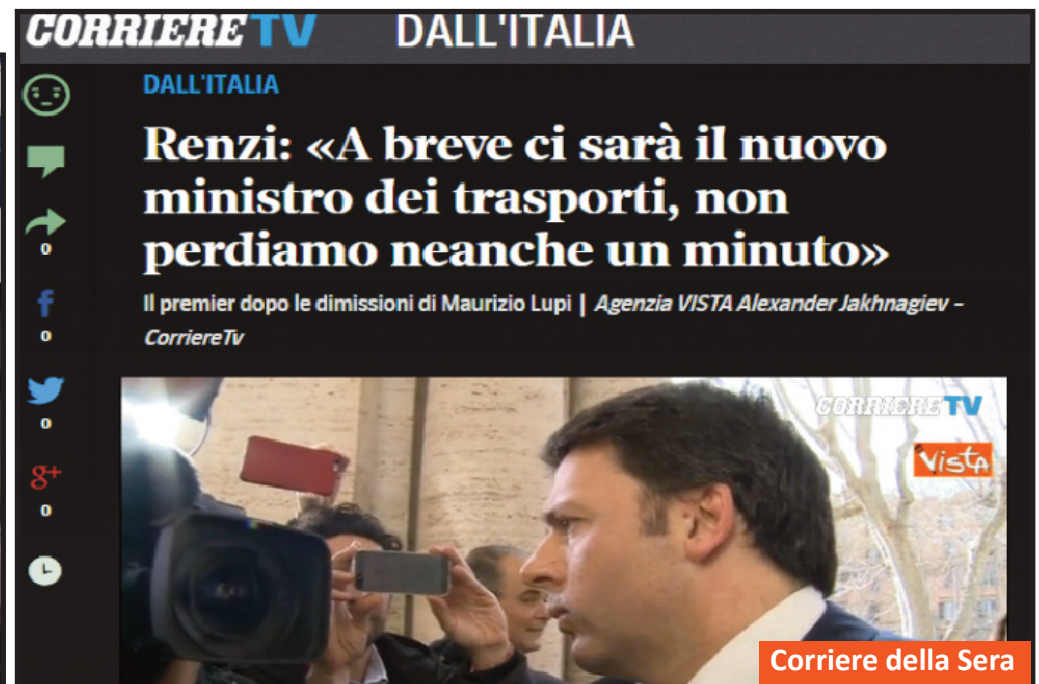 CORRIERE TV DALL'ITALIA
DALL'ITALIA
Renzi: «A breve ci sarà il nuovo
ministro dei trasporti, non
perdiamo neanche un minuto»
Il premier dopo le dimissioni di Maurizio Lupi | Agenzia VISTA Alexander Jakhnagiev –
CorriereTv
0
0
0
8+
0
CORRIERE TV
Vista
Corriere della Sera